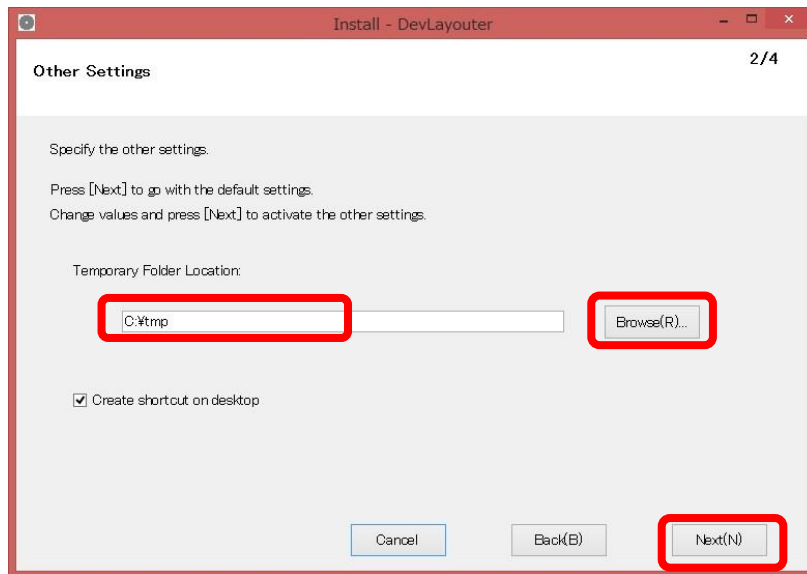 Install - DevLayouter
Other Settings
2/4
Specify the other settings.
Press [Next] to go with the default settings.
Change values and press [Next] to activate the other settings.
Temporary Folder Location:
C:¥tmp
Browse(R)...
Create shortcut on desktop
Cancel
Back(B)
Next(N)